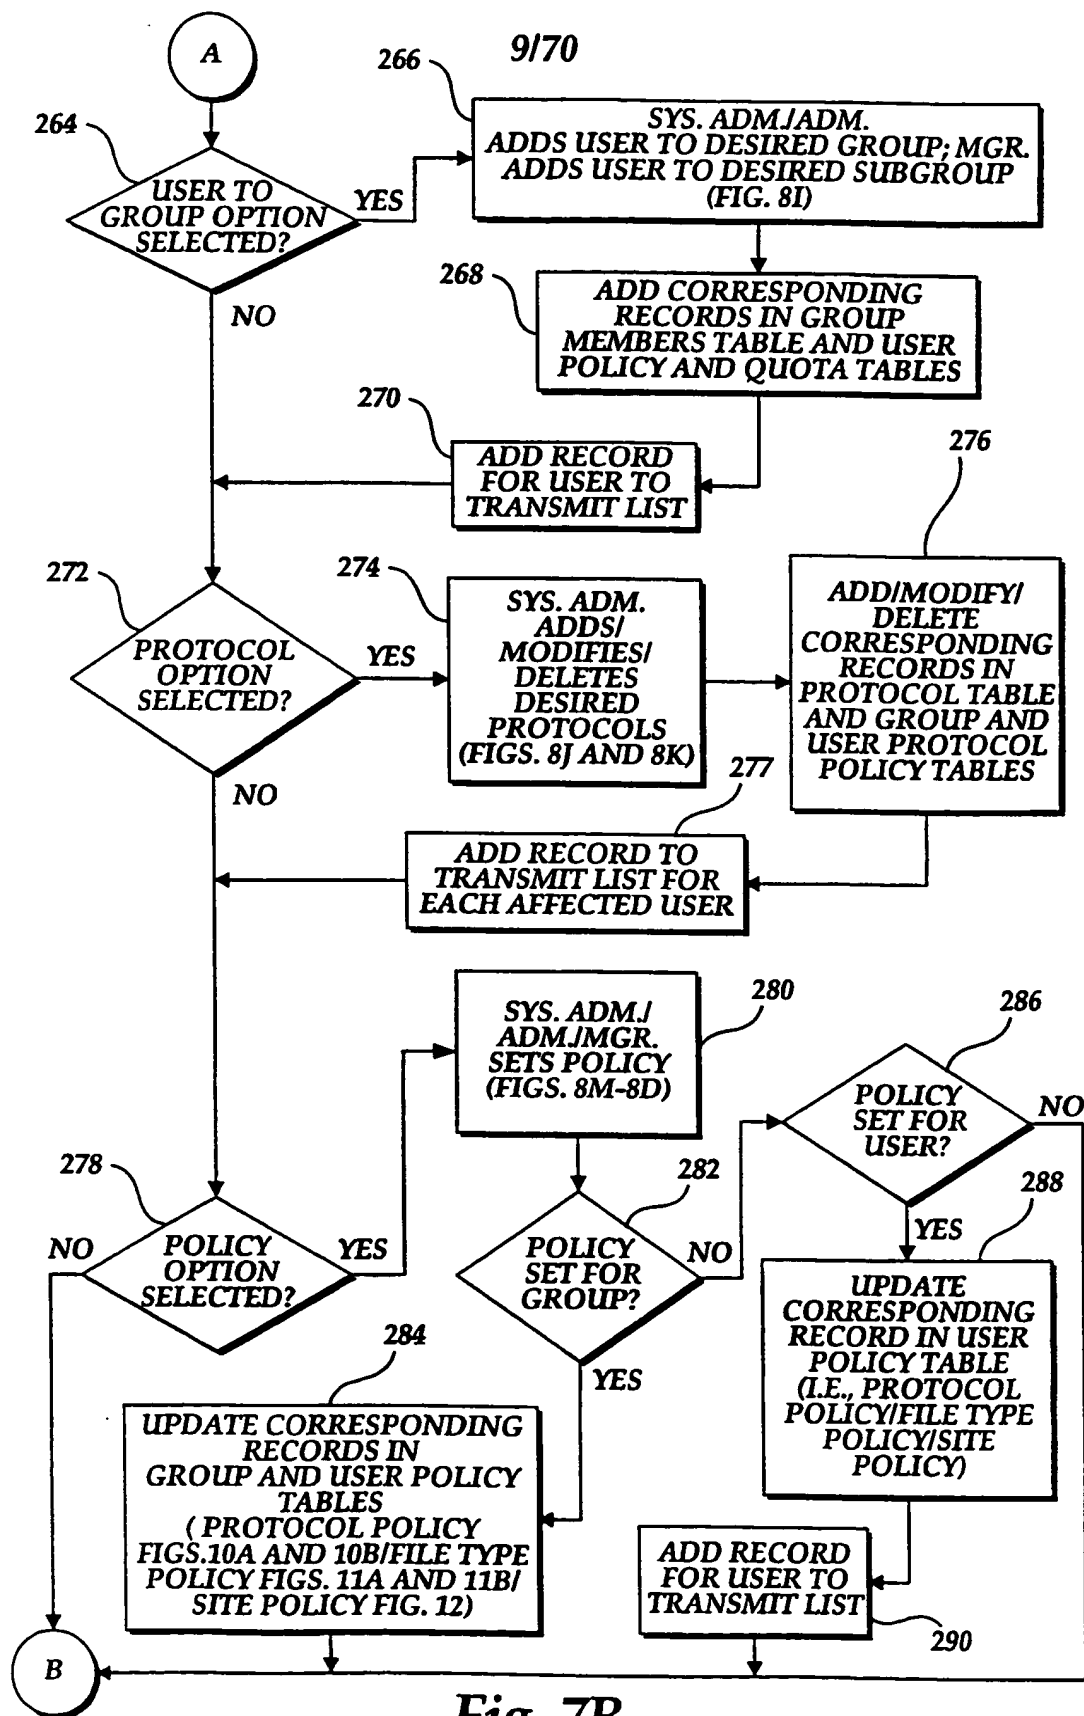 A
9/70
266
264
SYS. ADM./ADM.
ADDS USER TO DESIRED GROUP; MGR.
ADDS USER TO DESIRED SUBGROUP
(FIG. 8I)
USER TO
GROUP OPTION
SELECTED?
YES
NO
268
ADD CORRESPONDING
RECORDS IN GROUP
MEMBERS TABLE AND USER
POLICY AND QUOTA TABLES
270
ADD RECORD
FOR USER TO
TRANSMIT LIST
276
272
PROTOCOL
OPTION
SELECTED?
YES
NO
274
SYS. ADM.
ADDS/
MODIFIES/
DELETES
DESIRED
PROTOCOLS
(FIGS. 8J AND 8K)
ADD/MODIFY/
DELETE
CORRESPONDING
RECORDS IN
PROTOCOL TABLE
AND GROUP AND
USER PROTOCOL
POLICY TABLES
277
ADD RECORD TO
TRANSMIT LIST FOR
EACH AFFECTED USER
280
SYS. ADM./
ADM./MGR.
SETS POLICY
(FIGS. 8M-8D)
286
POLICY
SET FOR
USER?
NO
YES
278
NO
POLICY
OPTION
SELECTED?
YES
282
POLICY
SET FOR
GROUP?
NO
YES
288
UPDATE
CORRESPONDING
RECORD IN USER
POLICY TABLE
(I.E., PROTOCOL
POLICY/FILE TYPE
POLICY/SITE
POLICY)
284
UPDATE CORRESPONDING
RECORDS IN
GROUP AND USER POLICY
TABLES
( PROTOCOL POLICY
FIGS.10A AND 10B/FILE TYPE
POLICY FIGS. 11A AND 11B/
SITE POLICY FIG. 12)
ADD RECORD
FOR USER TO
TRANSMIT LIST
290
B
Fig. 7B